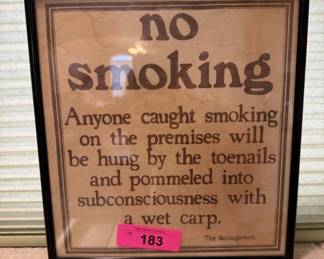 no
smoking
Anyone caught smoking
on the premises will
be hung by the toenails
and pommeled into
subconsciousness with
a wet carp.
183
The Management